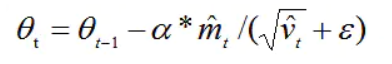 θ_t = θ_{t-1} − α * m̂_t / (√v̂_t + ε)